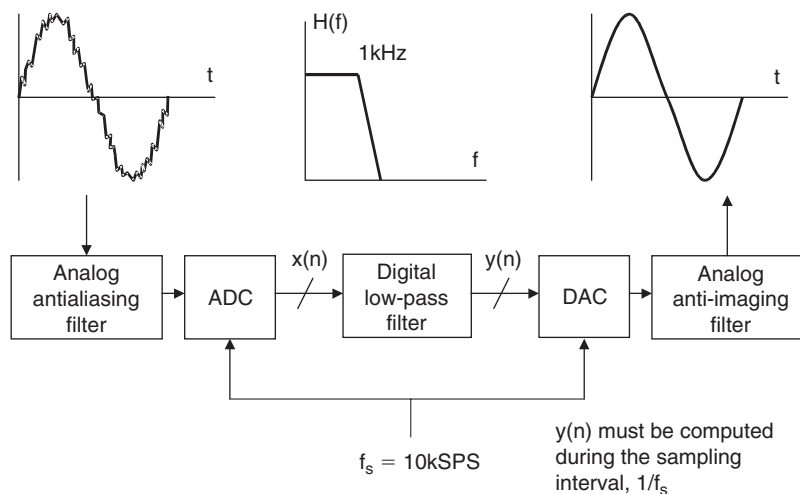 t
H(f)
1kHz
f
t
Analog
antialiasing
filter
ADC
x(n)
Digital
low-pass
filter
y(n)
DAC
Analog
anti-imaging
filter
fs = 10kSPS
y(n) must be computed
during the sampling
interval, 1/fs